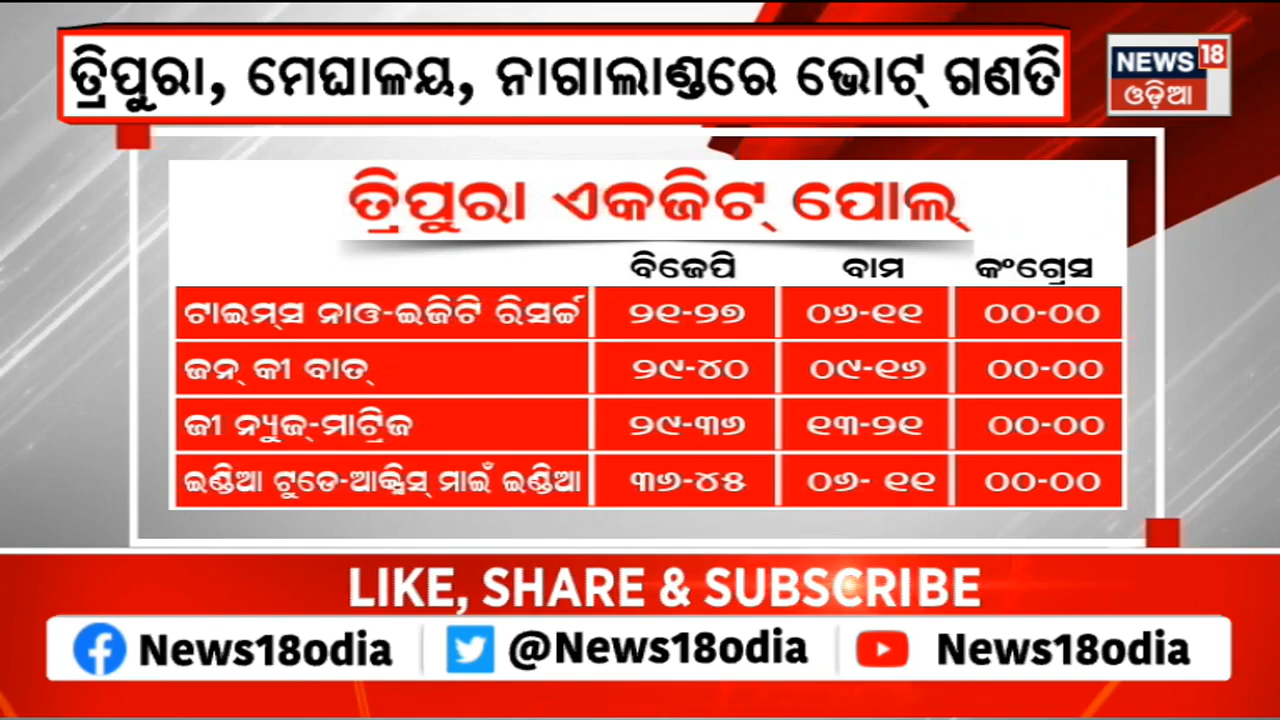 ତ୍ରିପୁରା, ମେଘାଳୟ, ନାଗାଲାଣ୍ଡରେ ଭୋଟ୍ ଗଣତି
NEWS 18
ଓଡ଼ିଆ
ତ୍ରିପୁରା ଏକଜିଟ୍ ପୋଲ୍
ବିଜେପି ବାମ କଂଗ୍ରେସ
ଟାଇମ୍‌ସ ନାଓ-ଇଜିଟି ରିସର୍ଚ୍ଚ ୨୧-୨୭ ୦୬-୧୧ ୦୦-୦୦
ଜନ୍ କୀ ବାତ୍ ୨୯-୪୦ ୦୯-୧୬ ୦୦-୦୦
ଜୀ ନ୍ୟୁଜ୍-ମାଟ୍ରିଜ ୨୯-୩୬ ୧୩-୨୧ ୦୦-୦୦
ଇଣ୍ଡିଆ ଟୁଡେ-ଆକ୍ସିସ୍ ମାଇଁ ଇଣ୍ଡିଆ ୩୬-୪୫ ୦୬- ୧୧ ୦୦-୦୦
LIKE, SHARE & SUBSCRIBE
News18odia @News18odia News18odia